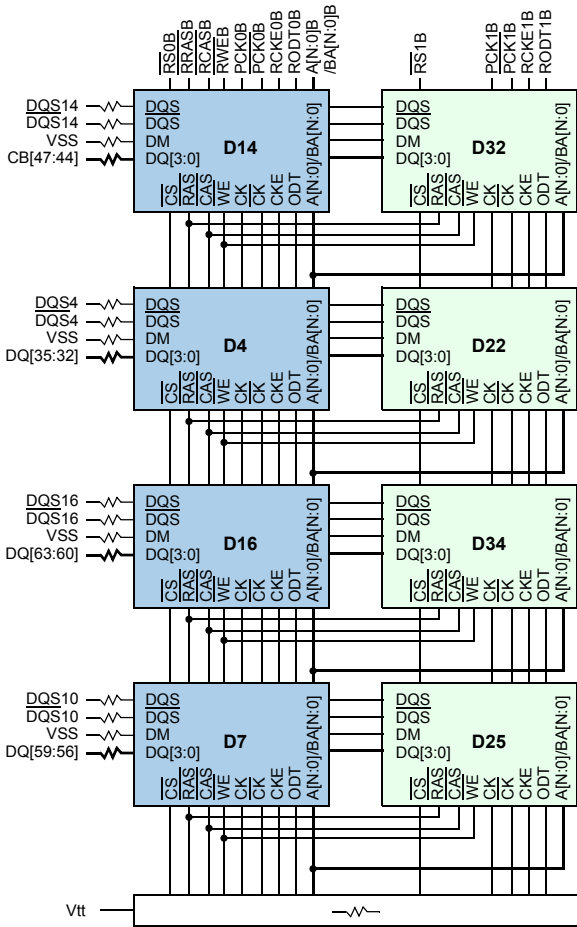 RS0B
RRASB
RCASB
RWEB
PCK0B
PCK0B
RCKE0B
RODT0B
A[N:0]B
/BA[N:0]B
RS1B
PCK1B
PCK1B
RCKE1B
RODT1B
DQS14
DQS14
VSS
CB[47:44]
DQS
DQS
DM
DQ[3:0]
D14
CS
RAS
CAS
WE
CK
CK
CKE
ODT
A[N:0]/BA[N:0]
DQS
DQS
DM
DQ[3:0]
D32
CS
RAS
CAS
WE
CK
CK
CKE
ODT
A[N:0]/BA[N:0]
DQS4
DQS4
VSS
DQ[35:32]
DQS
DQS
DM
DQ[3:0]
D4
CS
RAS
CAS
WE
CK
CK
CKE
ODT
A[N:0]/BA[N:0]
DQS
DQS
DM
DQ[3:0]
D22
CS
RAS
CAS
WE
CK
CK
CKE
ODT
A[N:0]/BA[N:0]
DQS16
DQS16
VSS
DQ[63:60]
DQS
DQS
DM
DQ[3:0]
D16
CS
RAS
CAS
WE
CK
CK
CKE
ODT
A[N:0]/BA[N:0]
DQS
DQS
DM
DQ[3:0]
D34
CS
RAS
CAS
WE
CK
CK
CKE
ODT
A[N:0]/BA[N:0]
DQS10
DQS10
VSS
DQ[59:56]
DQS
DQS
DM
DQ[3:0]
D7
CS
RAS
CAS
WE
CK
CK
CKE
ODT
A[N:0]/BA[N:0]
DQS
DQS
DM
DQ[3:0]
D25
CS
RAS
CAS
WE
CK
CK
CKE
ODT
A[N:0]/BA[N:0]
Vtt